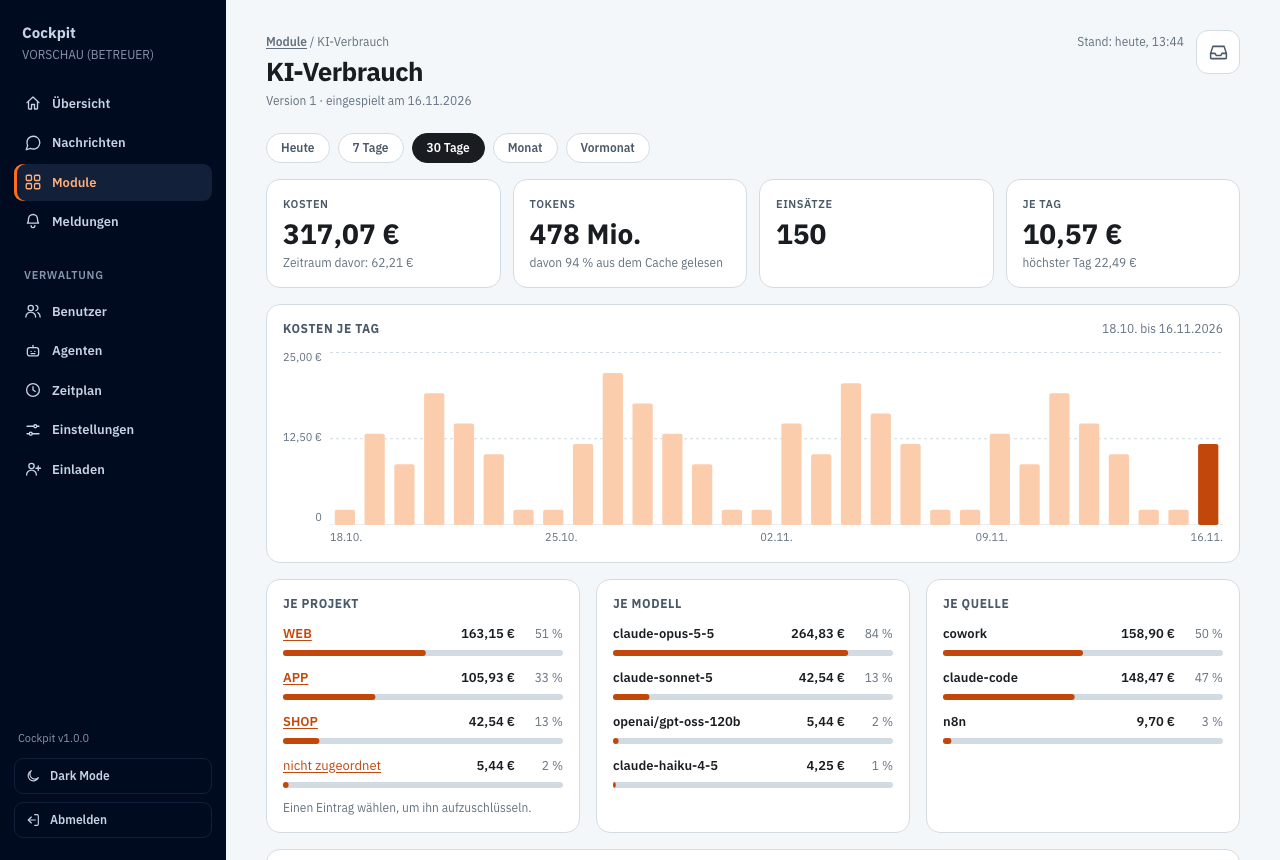 Cockpit
VORSCHAU (BETREUER)
Übersicht
Nachrichten
Module
Meldungen
VERWALTUNG
Benutzer
Agenten
Zeitplan
Einstellungen
Einladen
Cockpit v1.0.0
Dark Mode
Abmelden
Module / KI-Verbrauch
Stand: heute, 13:44
KI-Verbrauch
Version 1 · eingespielt am 16.11.2026
Heute 7 Tage 30 Tage Monat Vormonat
KOSTEN
317,07 €
Zeitraum davor: 62,21 €
TOKENS
478 Mio.
davon 94 % aus dem Cache gelesen
EINSÄTZE
150
JE TAG
10,57 €
höchster Tag 22,49 €
KOSTEN JE TAG
18.10. bis 16.11.2026
25,00 €
12,50 €
0
18.10. 25.10. 02.11. 09.11. 16.11.
JE PROJEKT
WEB 163,15 € 51 %
APP 105,93 € 33 %
SHOP 42,54 € 13 %
nicht zugeordnet 5,44 € 2 %
Einen Eintrag wählen, um ihn aufzuschlüsseln.
JE MODELL
claude-opus-5-5 264,83 € 84 %
claude-sonnet-5 42,54 € 13 %
openai/gpt-oss-120b 5,44 € 2 %
claude-haiku-4-5 4,25 € 1 %
JE QUELLE
cowork 158,90 € 50 %
claude-code 148,47 € 47 %
n8n 9,70 € 3 %